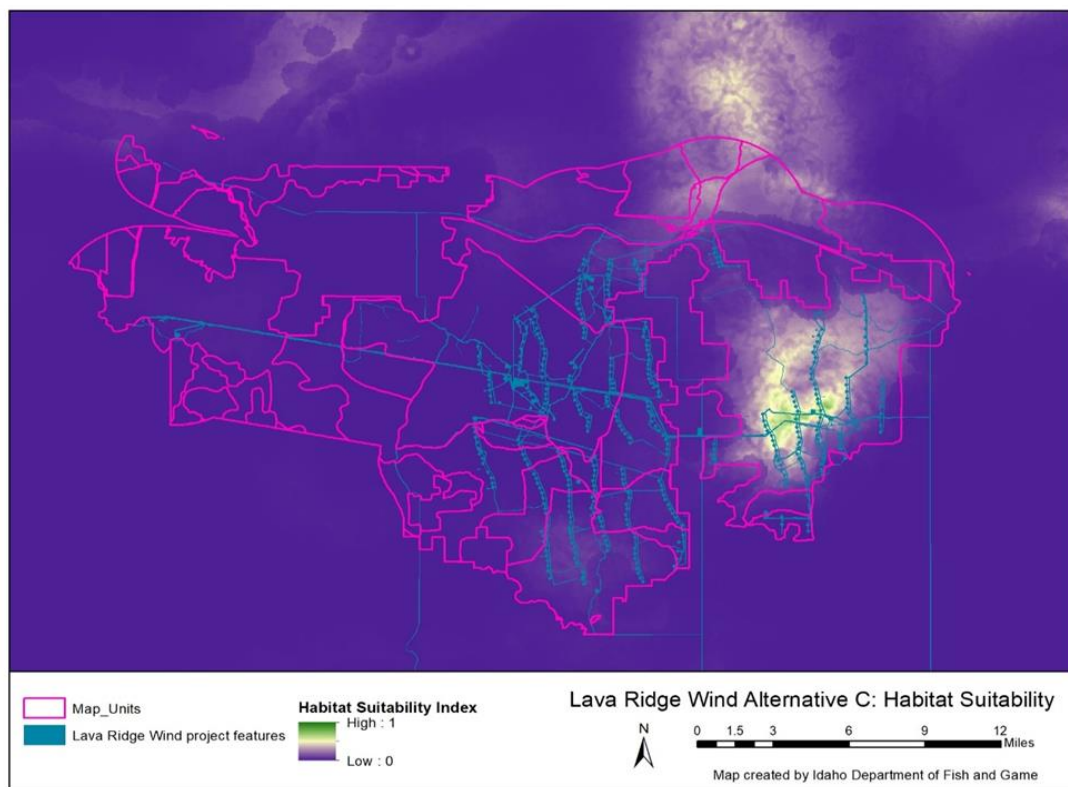 Map_Units
Lava Ridge Wind project features
Habitat Suitability Index
High : 1
Low : 0
Lava Ridge Wind Alternative C: Habitat Suitability
N
0 1.5 3 6 9 12
Miles
Map created by Idaho Department of Fish and Game